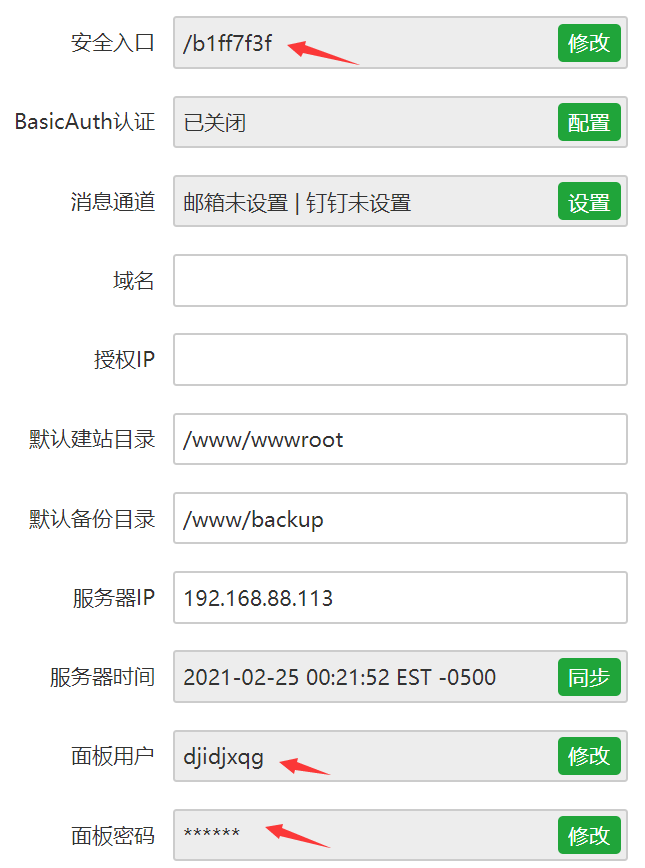 安全入口 /b1ff7f3f 修改
BasicAuth认证 已关闭 配置
消息通道 邮箱未设置 | 钉钉未设置 设置
域名
授权IP
默认建站目录 /www/wwwroot
默认备份目录 /www/backup
服务器IP 192.168.88.113
服务器时间 2021-02-25 00:21:52 EST -0500 同步
面板用户 djidjxqg 修改
面板密码 ****** 修改